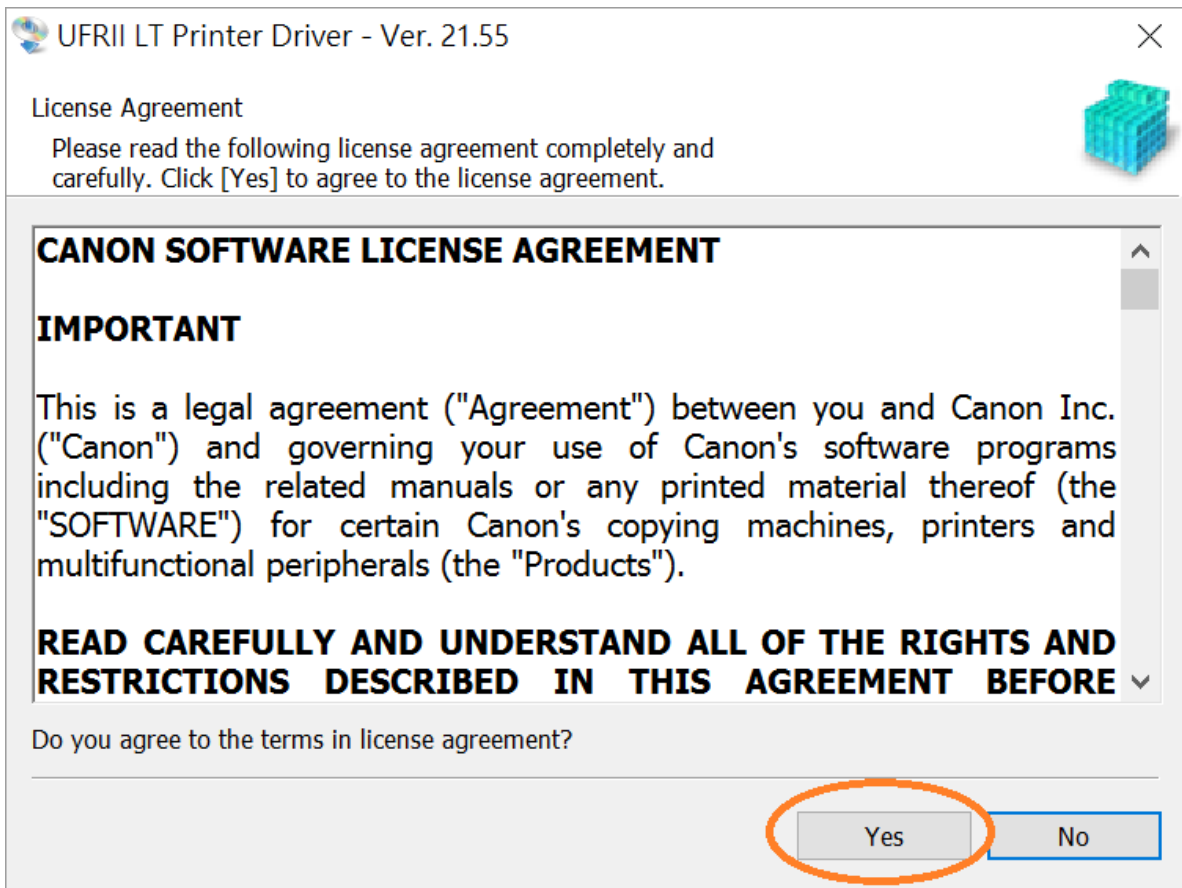 UFRII LT Printer Driver - Ver. 21.55
License Agreement
Please read the following license agreement completely and
carefully. Click [Yes] to agree to the license agreement.
CANON SOFTWARE LICENSE AGREEMENT
IMPORTANT
This is a legal agreement ("Agreement") between you and Canon Inc.
("Canon") and governing your use of Canon's software programs
including the related manuals or any printed material thereof (the
"SOFTWARE") for certain Canon's copying machines, printers and
multifunctional peripherals (the "Products").
READ CAREFULLY AND UNDERSTAND ALL OF THE RIGHTS AND
RESTRICTIONS DESCRIBED IN THIS AGREEMENT BEFORE
Do you agree to the terms in license agreement?
Yes No